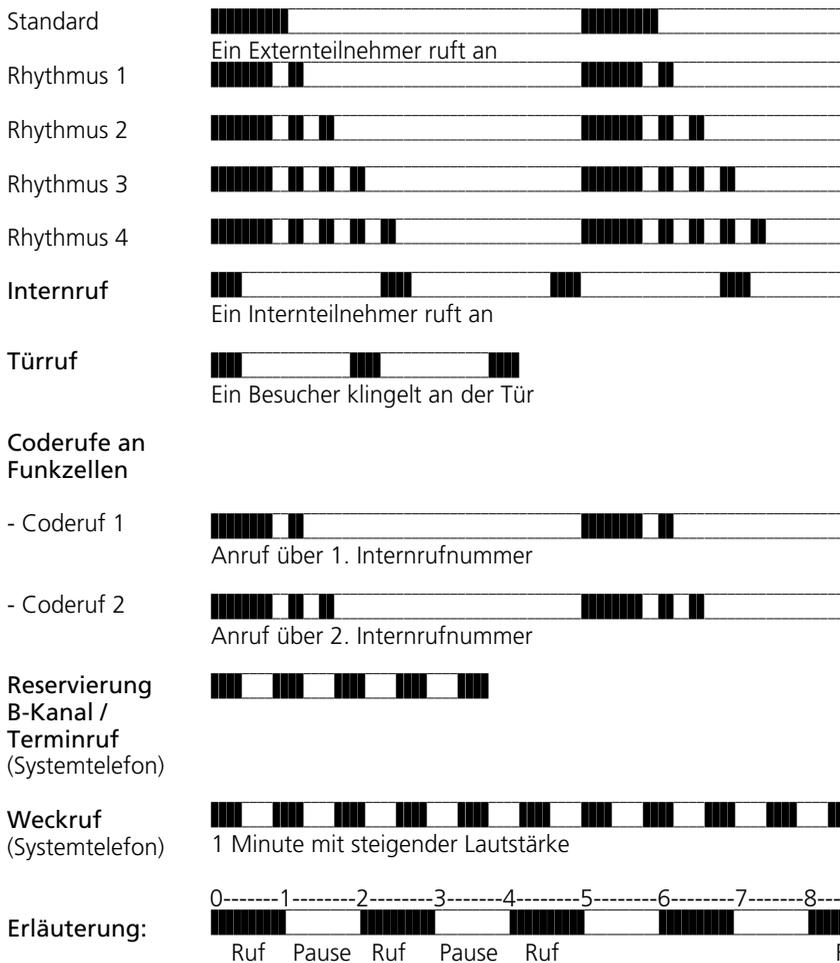 Standard
Ein Externteilnehmer ruft an
Rhythmus 1
Rhythmus 2
Rhythmus 3
Rhythmus 4
Internruf
Ein Internteilnehmer ruft an
Türruf
Ein Besucher klingelt an der Tür
Coderufe an
Funkzellen
- Coderuf 1
Anruf über 1. Internrufnummer
- Coderuf 2
Anruf über 2. Internrufnummer
Reservierung
B-Kanal /
Terminruf
(Systemtelefon)
Weckruf
(Systemtelefon)
1 Minute mit steigender Lautstärke
0-------1--------2-------3-------4-------5-------6-------7-------8---
Erläuterung:
Ruf Pause Ruf Pause Ruf